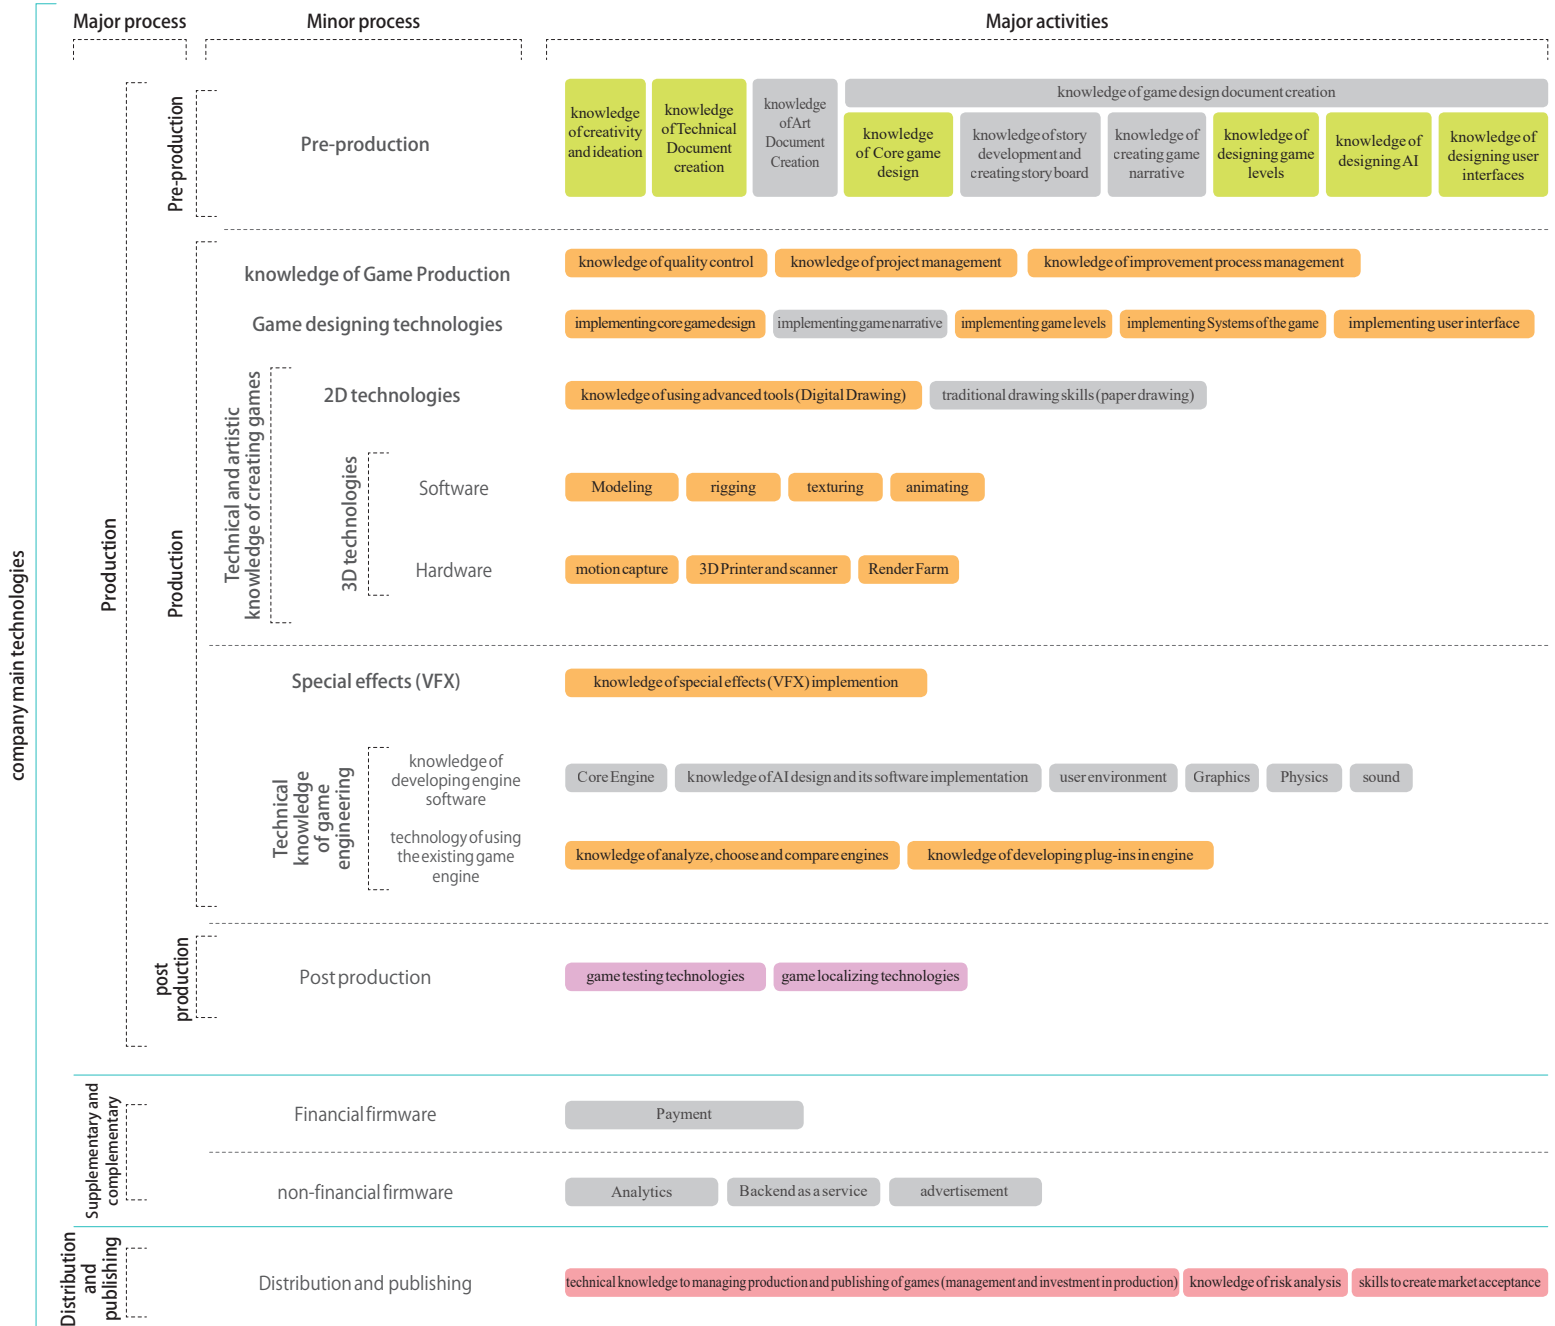 Major process
Minor process
Major activities
company main technologies
Production
Pre-production
Pre-production
knowledge
of creativity
and ideation
knowledge
of Technical
Document
creation
knowledge
of Art
Document
Creation
knowledge of game design document creation
knowledge
of Core game
design
knowledge of story
development and
creating story board
knowledge of
creating game
narrative
knowledge of
designing game
levels
knowledge of
designing AI
knowledge of
designing user
interfaces
Production
knowledge of Game Production
knowledge of quality control
knowledge of project management
knowledge of improvement process management
Game designing technologies
implementing core game design
implementing game narrative
implementing game levels
implementing Systems of the game
implementing user interface
Technical and artistic
knowledge of creating games
2D technologies
knowledge of using advanced tools (Digital Drawing)
traditional drawing skills (paper drawing)
3D technologies
Software
Modeling
rigging
texturing
animating
Hardware
motion capture
3D Printer and scanner
Render Farm
Special effects (VFX)
knowledge of special effects (VFX) implemention
Technical
knowledge
of game
engineering
knowledge of
developing engine
software
Core Engine
knowledge of AI design and its software implementation
user environment
Graphics
Physics
sound
technology of using
the existing game
engine
knowledge of analyze, choose and compare engines
knowledge of developing plug-ins in engine
post
production
Post production
game testing technologies
game localizing technologies
Supplementary and
complementary
Financial firmware
Payment
non-financial firmware
Analytics
Backend as a service
advertisement
Distribution
and
publishing
Distribution and publishing
technical knowledge to managing production and publishing of games (management and investment in production)
knowledge of risk analysis
skills to create market acceptance